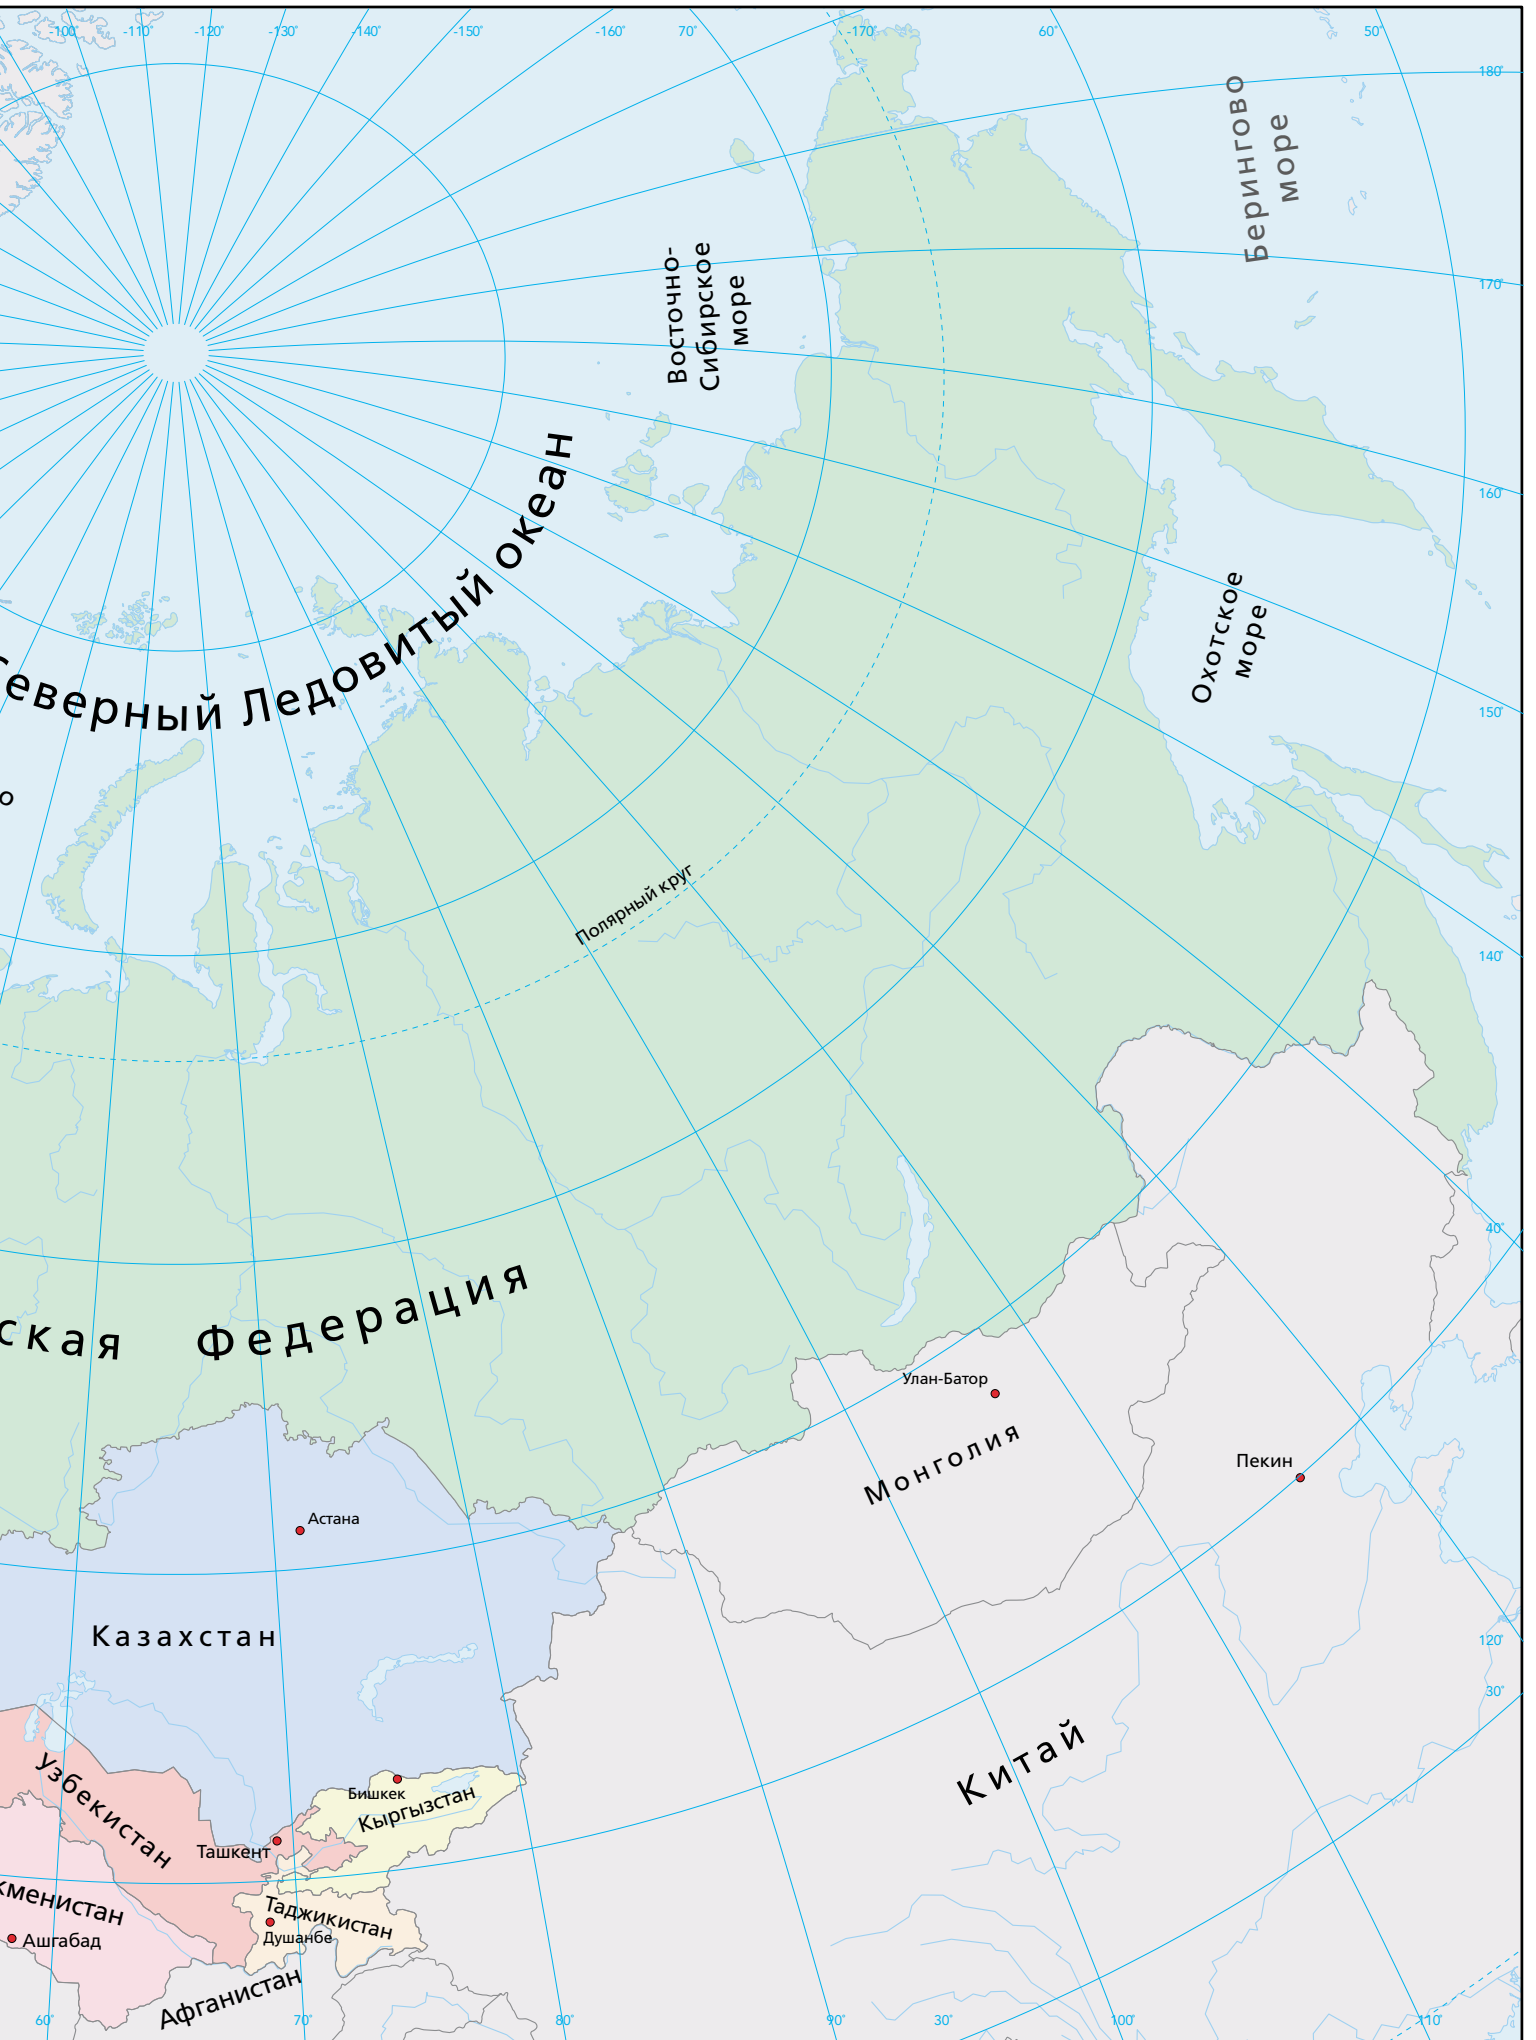 -100°
-110°
-120°
-130°
-140°
-150°
-160°
70°
-170°
60°
50°
180°
Берингово
море
170°
Восточно-
Сибирское
море
160°
Северный Ледовитый океан
Охотское
море
150°
о
Полярный круг
140°
40°
ская Федерация
Улан-Батор
Монголия
Пекин
Астана
Казахстан
120°
30°
Китай
Узбекистан
Бишкек
Кыргызстан
Ташкент
кменистан
Таджикистан
Ашгабад
Душанбе
Афганистан
60°
70°
80°
90°
30°
100°
110°